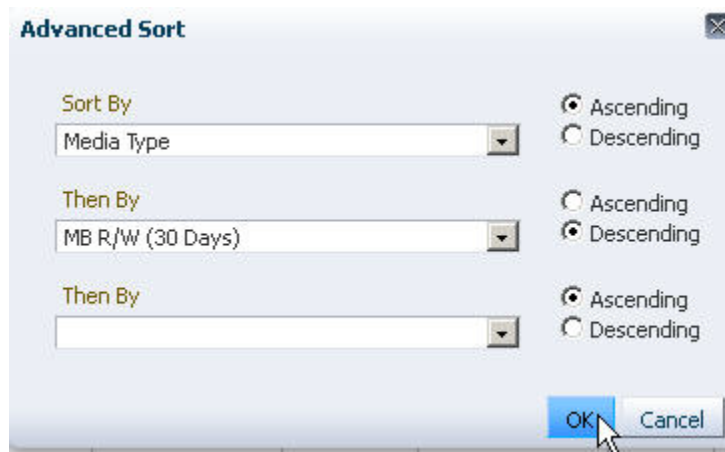 Advanced Sort
Sort By
Ascending
Media Type
Descending
Then By
Ascending
MB R/W (30 Days)
Descending
Then By
Ascending
Descending
OK Cancel